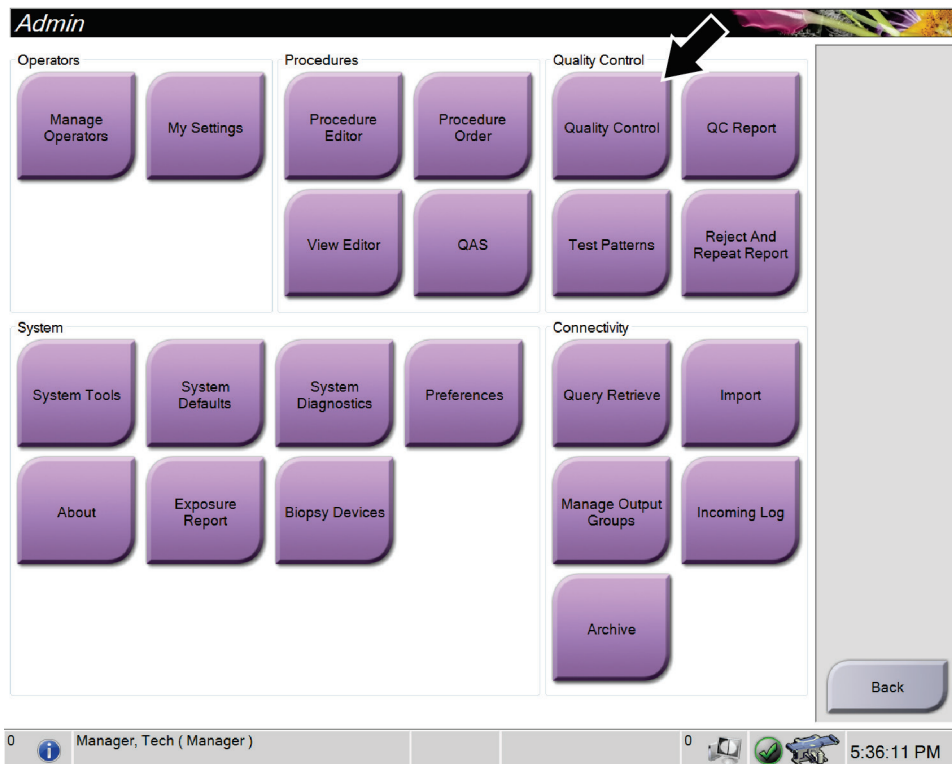 Admin
Operators
Manage
Operators
My Settings
Procedures
Procedure
Editor
Procedure
Order
View Editor
QAS
Quality Control
Quality Control
QC Report
Test Patterns
Reject And
Repeat Report
System
System Tools
System
Defaults
System
Diagnostics
Preferences
About
Exposure
Report
Biopsy Devices
Connectivity
Query Retrieve
Import
Manage Output
Groups
Incoming Log
Archive
Back
0
i
Manager, Tech ( Manager )
0
5:36:11 PM